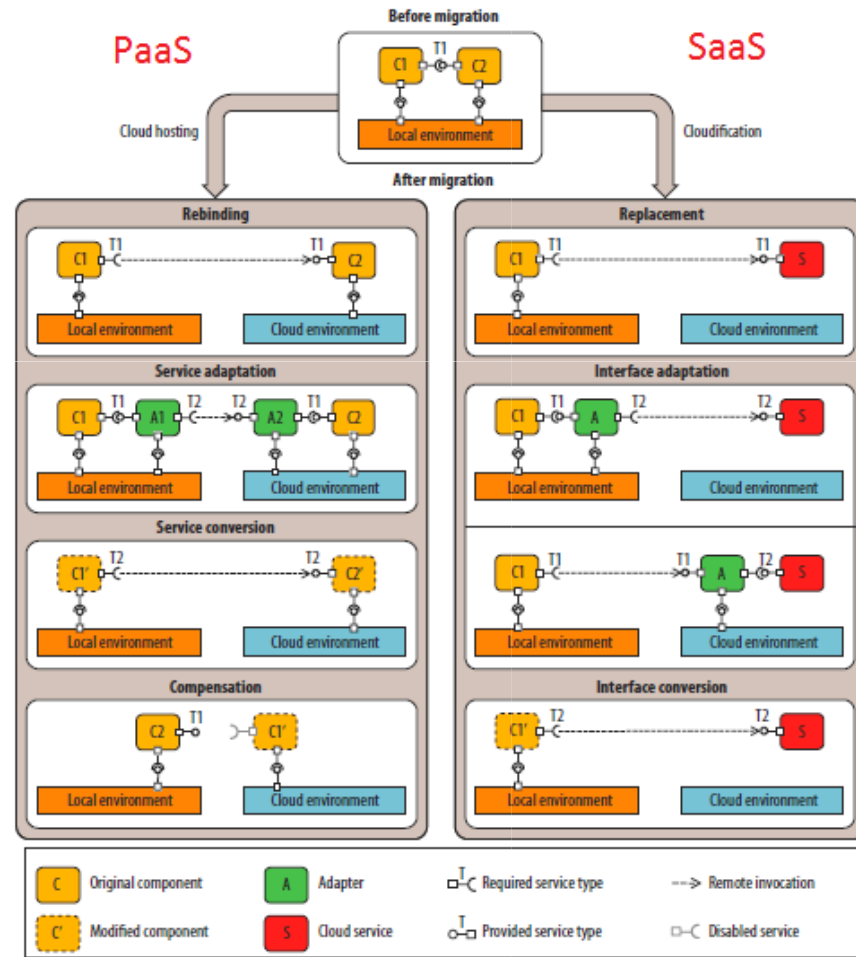 Before migration
PaaS
SaaS
T1
C1
C2
Local environment
Cloud hosting
Cloudification
After migration
Rebinding
T1
T1
C1
C2
Local environment
Cloud environment
Service adaptation
T1
T2
T2
T1
C1
A1
A2
C2
Local environment
Cloud environment
Service conversion
T2
T2
C1′
C2′
Local environment
Cloud environment
Compensation
T1
C2
C1′
Local environment
Cloud environment
Replacement
T1
T1
C1
S
Local environment
Cloud environment
Interface adaptation
T1
T2
T2
C1
A
S
Local environment
Cloud environment
T1
T1
T2
C1
A
S
Local environment
Cloud environment
Interface conversion
T2
T2
C1′
S
Local environment
Cloud environment
C Original component
A Adapter
T Required service type
Remote invocation
C′ Modified component
S Cloud service
T Provided service type
Disabled service